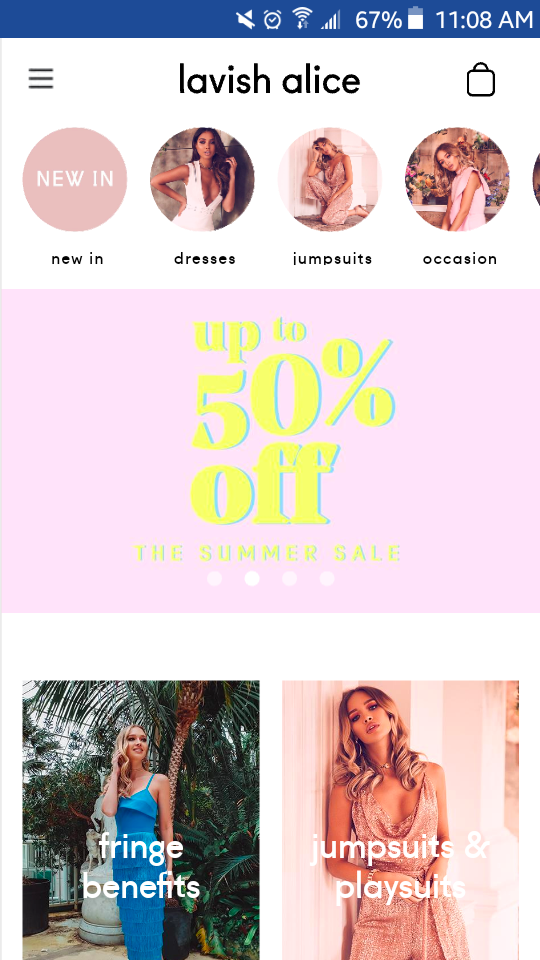 67% 11:08 AM
lavish alice
NEW IN
new in dresses jumpsuits occasion
up to
50%
off
THE SUMMER SALE
fringe
benefits
jumpsuits &
playsuits